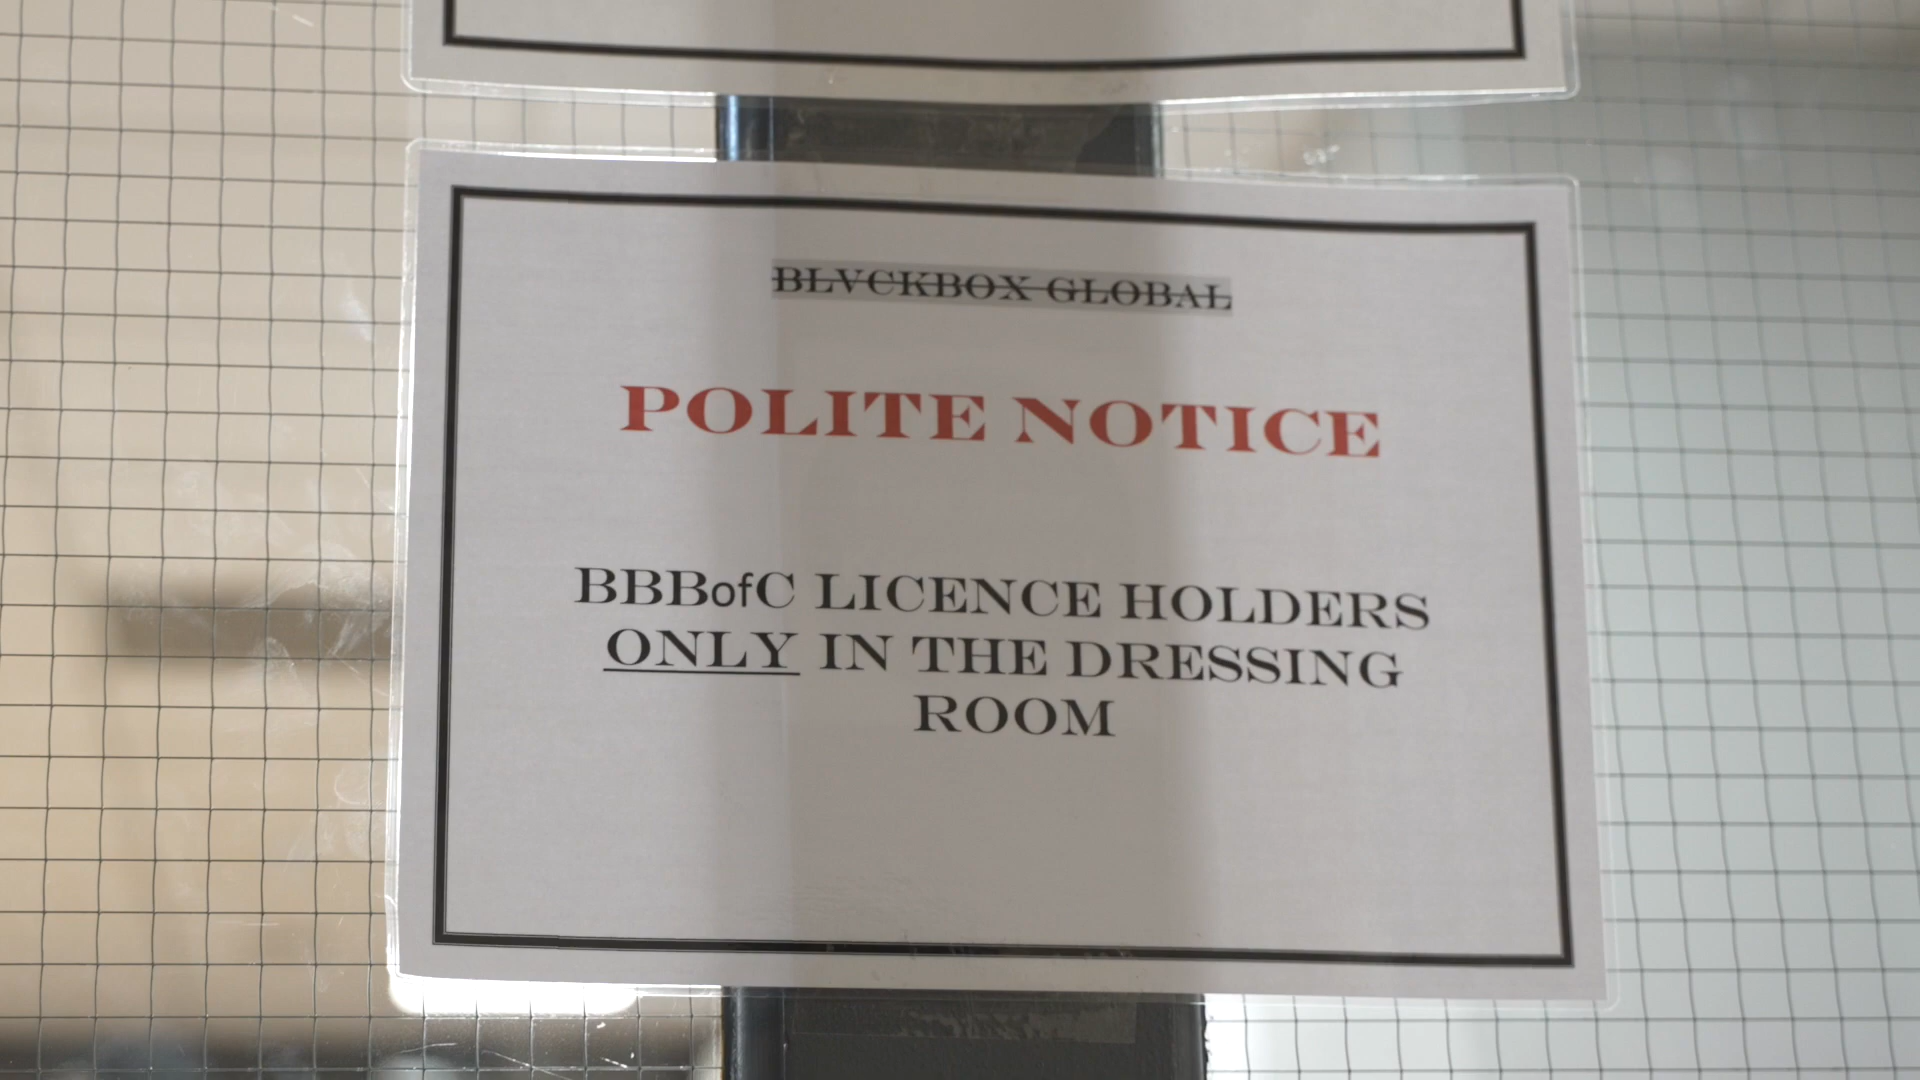 BLVCKBOX GLOBAL
POLITE NOTICE
BBBofC LICENCE HOLDERS
ONLY IN THE DRESSING
ROOM